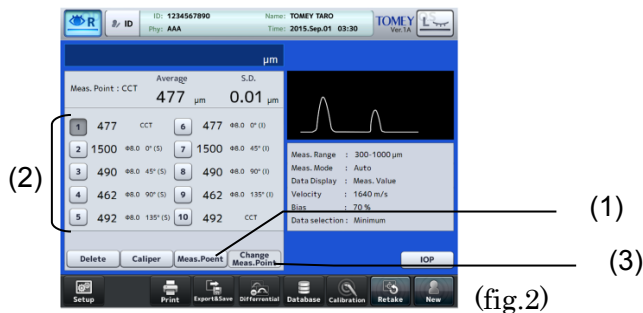 R ID ID: 1234567890 Name: TOMEY TARO TOMEY
Phy: AAA Time: 2015.Sep.01 03:30 Ver.1A
µm
Average S.D.
Meas. Point : CCT 477 µm 0.01 µm
1 477 CCT 6 477 Φ8.0 0° (I)
2 1500 Φ8.0 0° (S) 7 1500 Φ8.0 45° (I)
3 490 Φ8.0 45° (S) 8 490 Φ8.0 90° (I)
4 462 Φ8.0 90° (S) 9 462 Φ8.0 135° (I)
5 492 Φ8.0 135° (S) 10 492 CCT
Meas. Range : 300-1000 µm
Meas. Mode : Auto
Data Display : Meas. Value
Velocity : 1640 m/s
Bias : 70 %
Data selection : Minimum
(2)
(1)
(3)
Delete Caliper Meas.Poent Change Meas.Point IOP
Setup Print Export&Save Differrential Database Calibration Retake New
(fig.2)